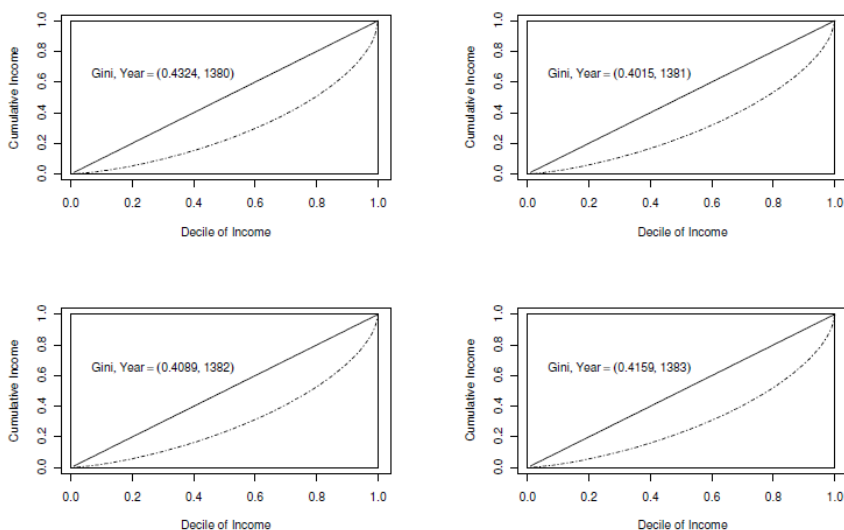 Cumulative Income
0.0 0.2 0.4 0.6 0.8 1.0
Gini, Year = (0.4324, 1380)
0.0 0.2 0.4 0.6 0.8 1.0
Decile of Income
Cumulative Income
0.0 0.2 0.4 0.6 0.8 1.0
Gini, Year = (0.4015, 1381)
0.0 0.2 0.4 0.6 0.8 1.0
Decile of Income
Cumulative Income
0.0 0.2 0.4 0.6 0.8 1.0
Gini, Year = (0.4089, 1382)
0.0 0.2 0.4 0.6 0.8 1.0
Decile of Income
Cumulative Income
0.0 0.2 0.4 0.6 0.8 1.0
Gini, Year = (0.4159, 1383)
0.0 0.2 0.4 0.6 0.8 1.0
Decile of Income